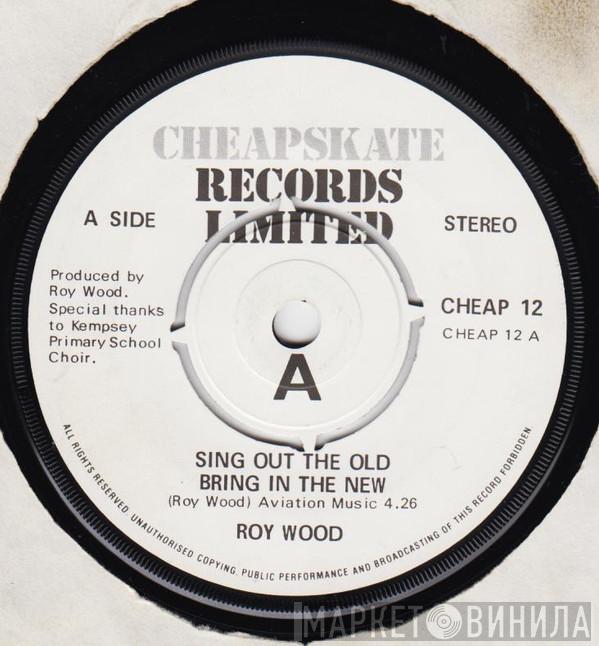 CHEAPSKATE
RECORDS
LIMITED
A SIDE
STEREO
Produced by
Roy Wood.
Special thanks
to Kempsey
Primary School
Choir.
CHEAP 12
CHEAP 12 A
A
SING OUT THE OLD
BRING IN THE NEW
(Roy Wood) Aviation Music 4.26
ROY WOOD
ALL RIGHTS RESERVED. UNAUTHORISED COPYING, PUBLIC PERFORMANCE AND BROADCASTING OF THIS RECORD FORBIDDEN.
МАРКЕТ ВИНИЛА